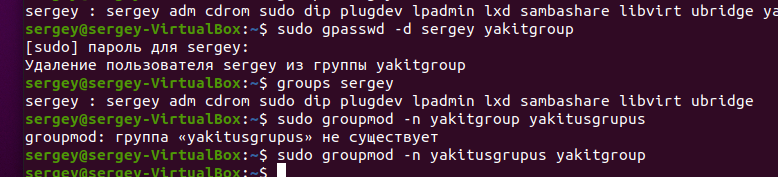 sergey : sergey adm cdrom sudo dip plugdev lpadmin lxd sambashare libvirt ubridge ya
sergey@sergey-VirtualBox:~$ sudo gpasswd -d sergey yakitgroup
[sudo] пароль для sergey:
Удаление пользователя sergey из группы yakitgroup
sergey@sergey-VirtualBox:~$ groups sergey
sergey : sergey adm cdrom sudo dip plugdev lpadmin lxd sambashare libvirt ubridge
sergey@sergey-VirtualBox:~$ sudo groupmod -n yakitgroup yakitusgrupus
groupmod: группа «yakitusgrupus» не существует
sergey@sergey-VirtualBox:~$ sudo groupmod -n yakitusgrupus yakitgroup
sergey@sergey-VirtualBox:~$